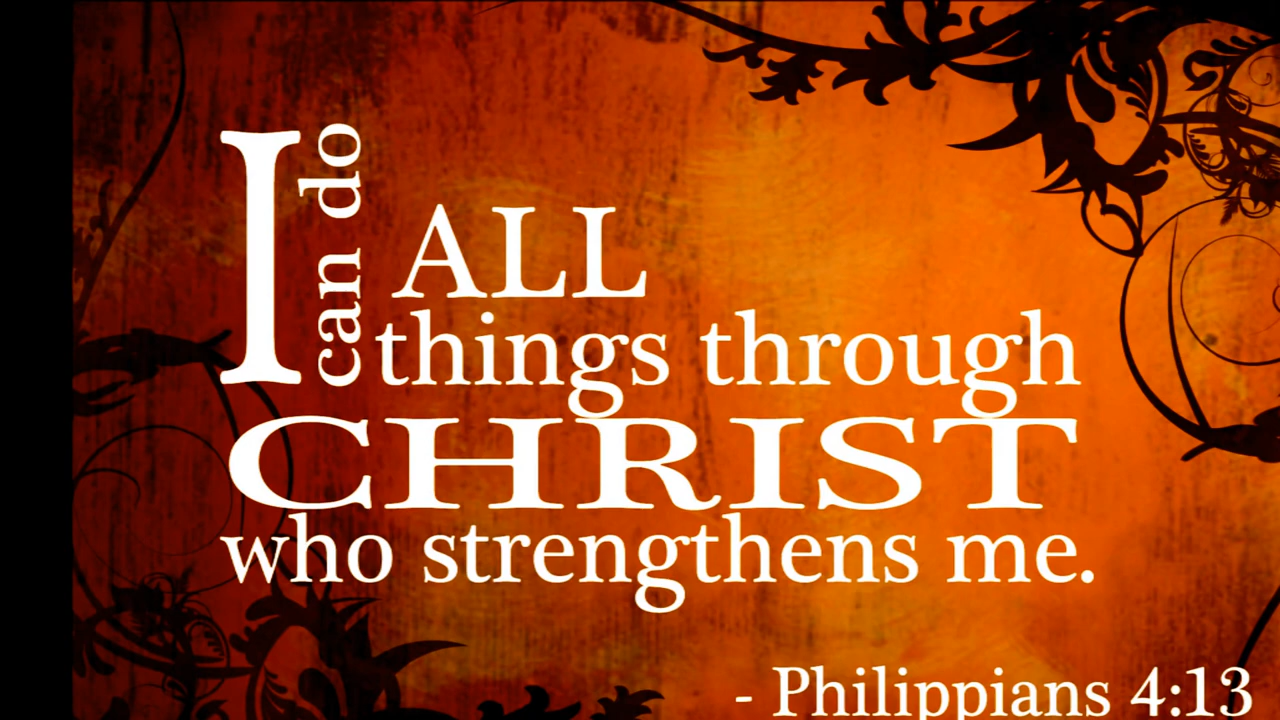 I can do ALL
things through
CHRIST
who strengthens me.
- Philippians 4:13